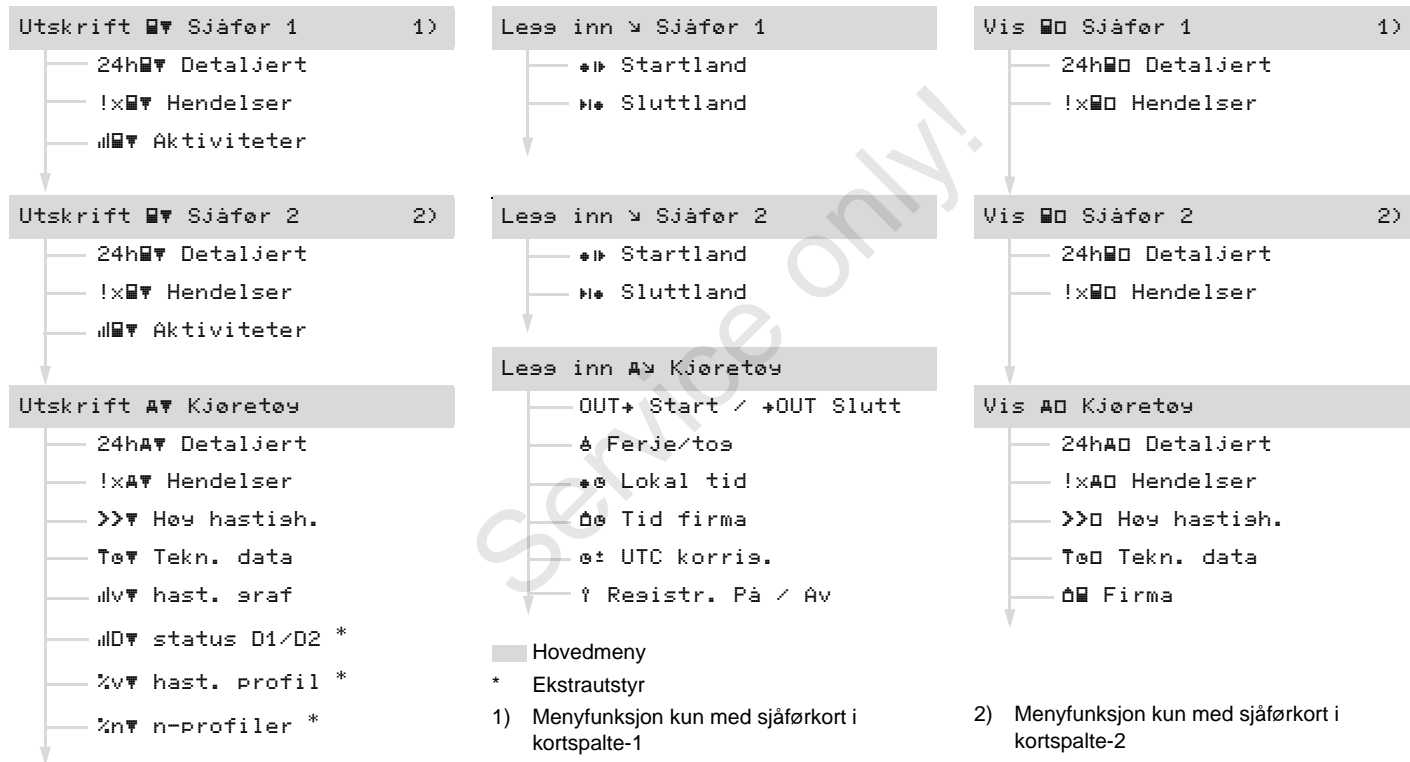 Utskrift Sjåfør 1 1)
24h Detaljert
!x Hendelser
Aktiviteter
Utskrift Sjåfør 2 2)
24h Detaljert
!x Hendelser
Aktiviteter
Utskrift A▼ Kjøretøy
24hA▼ Detaljert
!xA▼ Hendelser
>>▼ Høy hastigh.
T▼ Tekn. data
v▼ hast. graf
D▼ status D1/D2 *
%v▼ hast. profil *
%n▼ n-profiler *
Legg inn Sjåfør 1
Startland
Sluttland
Legg inn Sjåfør 2
Startland
Sluttland
Legg inn A Kjøretøy
OUT→ Start / →OUT Slutt
Ferje/tog
Lokal tid
Tid firma
UTC korrig.
Registr. På / Av
Hovedmeny
* Ekstrautstyr
1) Menyfunksjon kun med sjåførkort i
kortspalte-1
Vis Sjåfør 1 1)
24h Detaljert
!x Hendelser
Vis Sjåfør 2 2)
24h Detaljert
!x Hendelser
Vis A Kjøretøy
24hA Detaljert
!xA Hendelser
>> Høy hastigh.
T Tekn. data
Firma
2) Menyfunksjon kun med sjåførkort i
kortspalte-2
Service only!